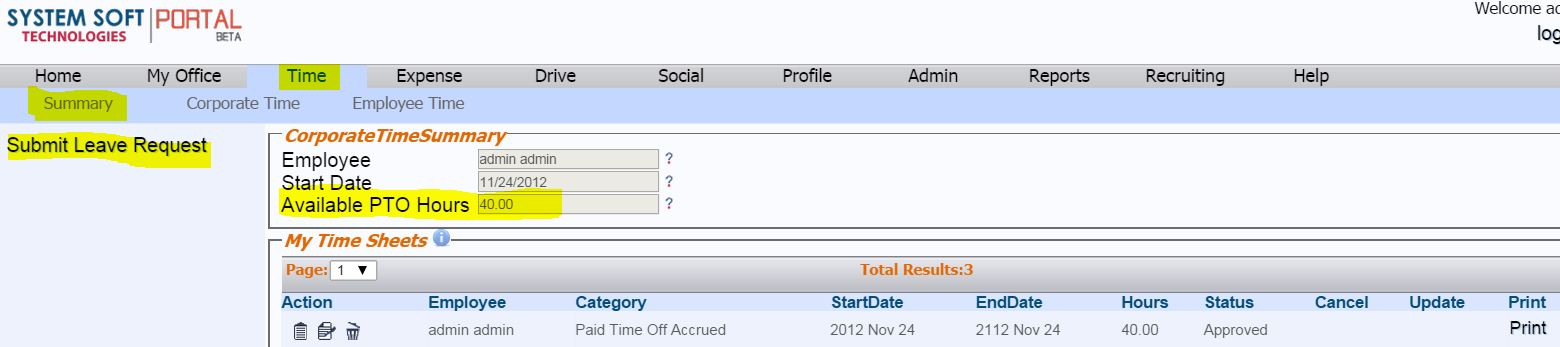 Welcome ad
SYSTEM SOFT PORTAL
TECHNOLOGIES BETA
log
Home My Office Time Expense Drive Social Profile Admin Reports Recruiting Help
Summary Corporate Time Employee Time
Submit Leave Request
CorporateTimeSummary
Employee admin admin ?
Start Date 11/24/2012 ?
Available PTO Hours 40.00 ?
My Time Sheets i
Page: 1 Total Results:3
Action Employee Category StartDate EndDate Hours Status Cancel Update Print
admin admin Paid Time Off Accrued 2012 Nov 24 2112 Nov 24 40.00 Approved Print